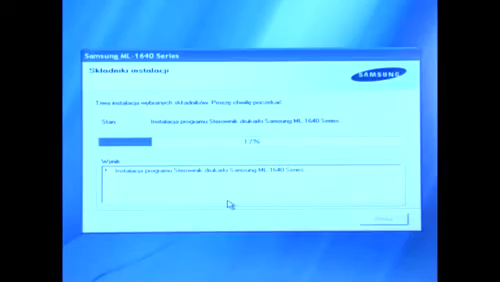 Samsung ML-1640 Series
Składniki instalacji
SAMSUNG
Trwa instalacja wybranych składników. Proszę chwilę poczekać!
Stan: Instalacja programu Sterownik drukarki Samsung ML-1640 Series
17%
Wynik
* Instalacja programu Sterownik drukarki Samsung ML-1640 Series